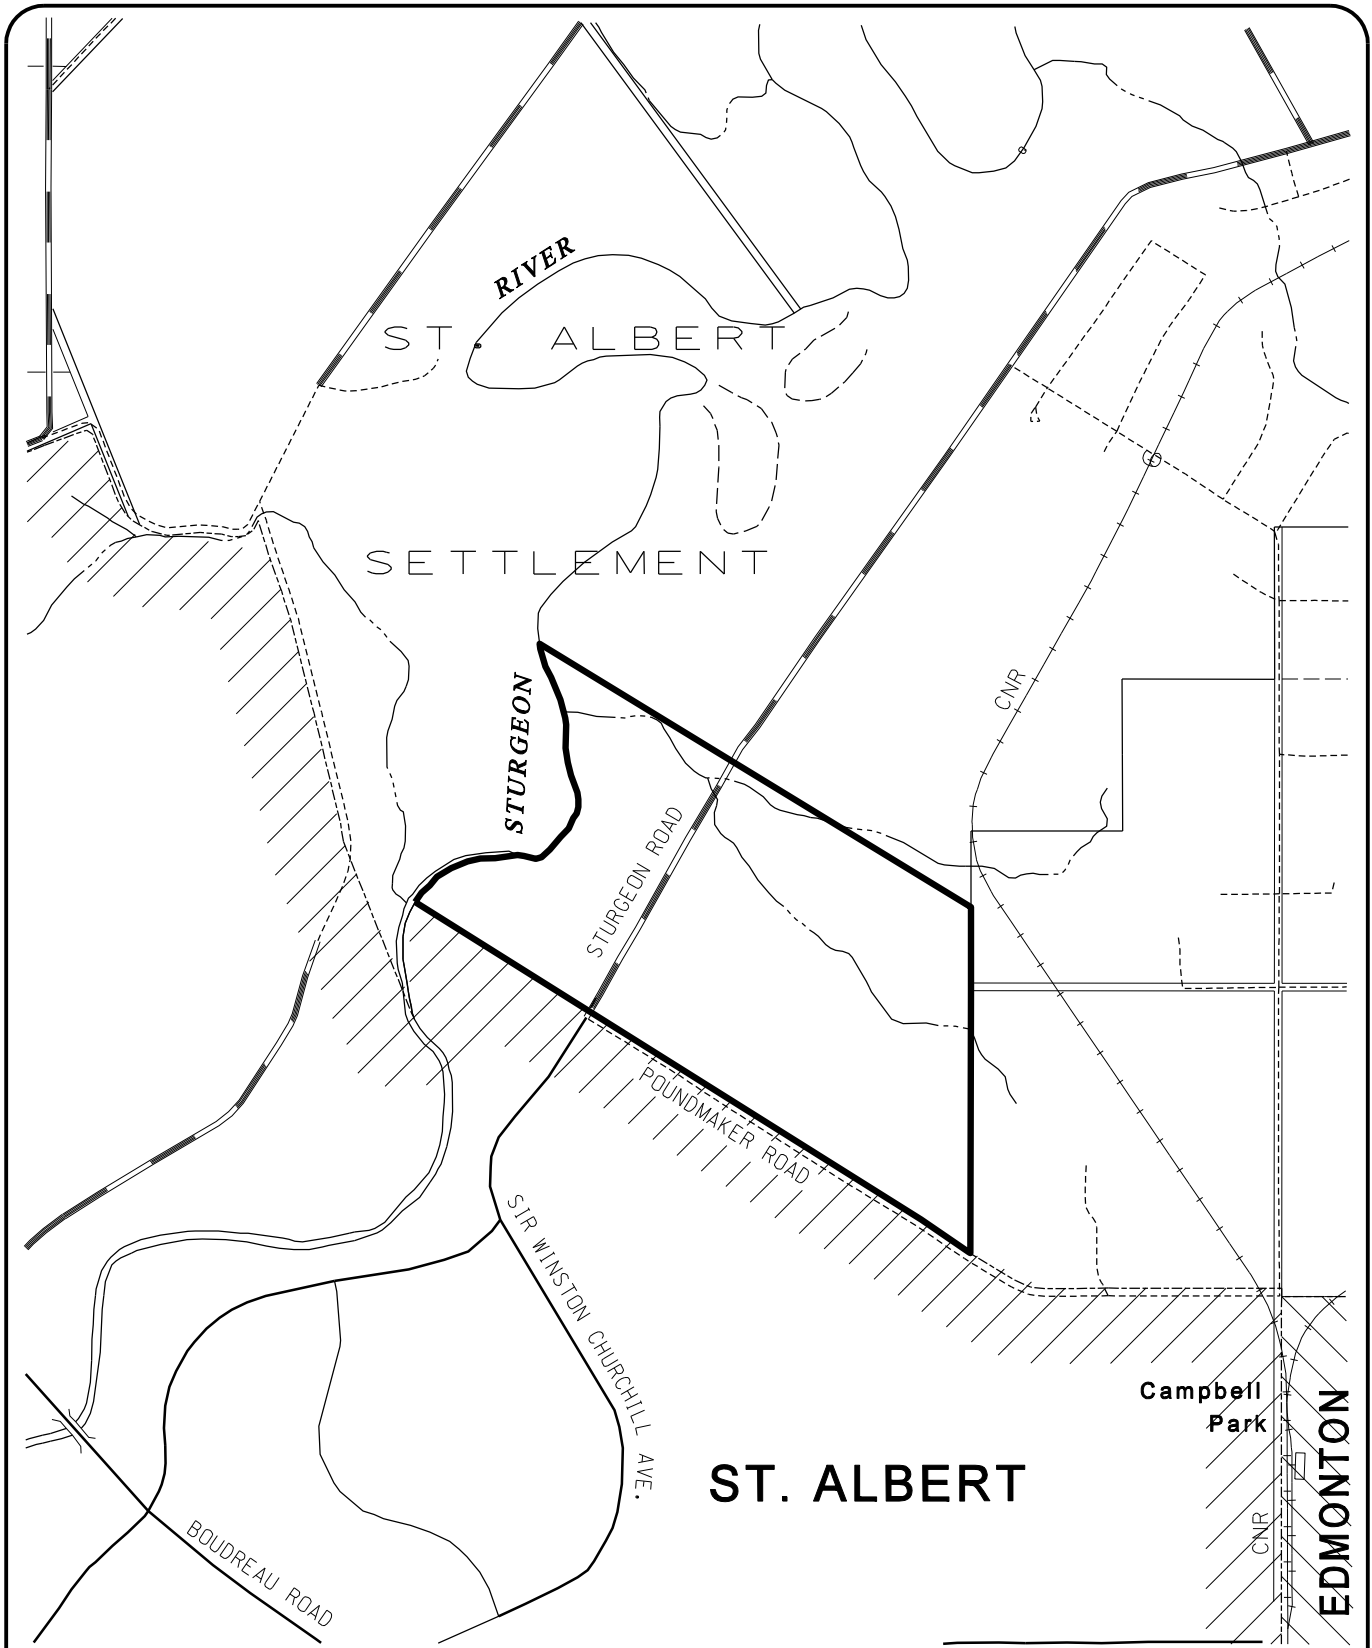 RIVER
ST ALBERT
SETTLEMENT
STURGEON
CNR
STURGEON ROAD
POUNDMAKER ROAD
SIR WINSTON CHURCHILL AVE.
Campbell
Park
ST. ALBERT
EDMONTON
CNR
BOUDREAU ROAD